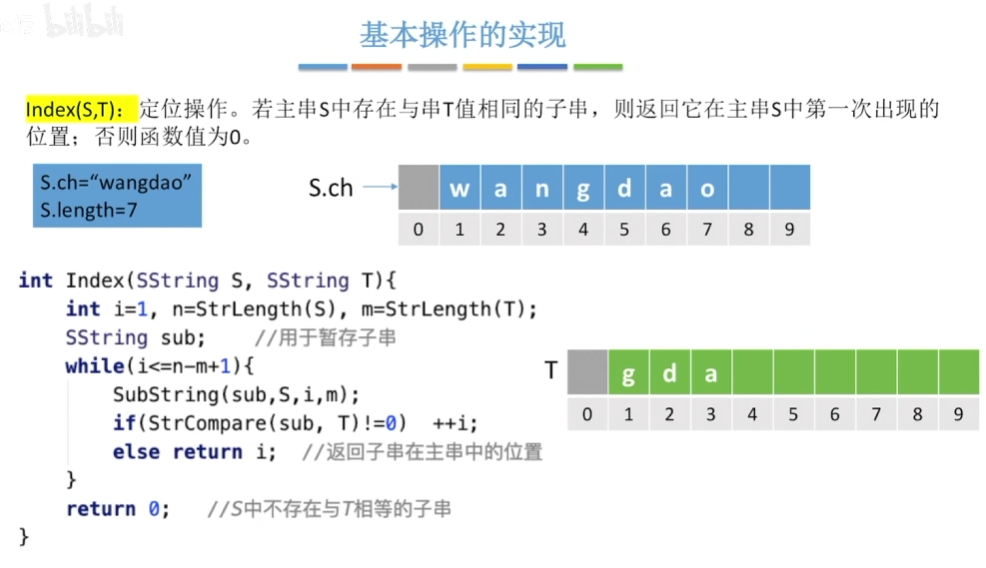 bilibili
基本操作的实现
Index(S,T)：定位操作。若主串S中存在与串T值相同的子串，则返回它在主串S中第一次出现的
位置；否则函数值为0。
S.ch=“wangdao”
S.length=7
S.ch
w a n g d a o
0 1 2 3 4 5 6 7 8 9
int Index(SString S, SString T){
int i=1, n=StrLength(S), m=StrLength(T);
SString sub; //用于暂存子串
while(i<=n-m+1){
SubString(sub,S,i,m);
if(StrCompare(sub, T)!=0) ++i;
else return i; //返回子串在主串中的位置
}
return 0; //S中不存在与T相等的子串
}
T
g d a
0 1 2 3 4 5 6 7 8 9